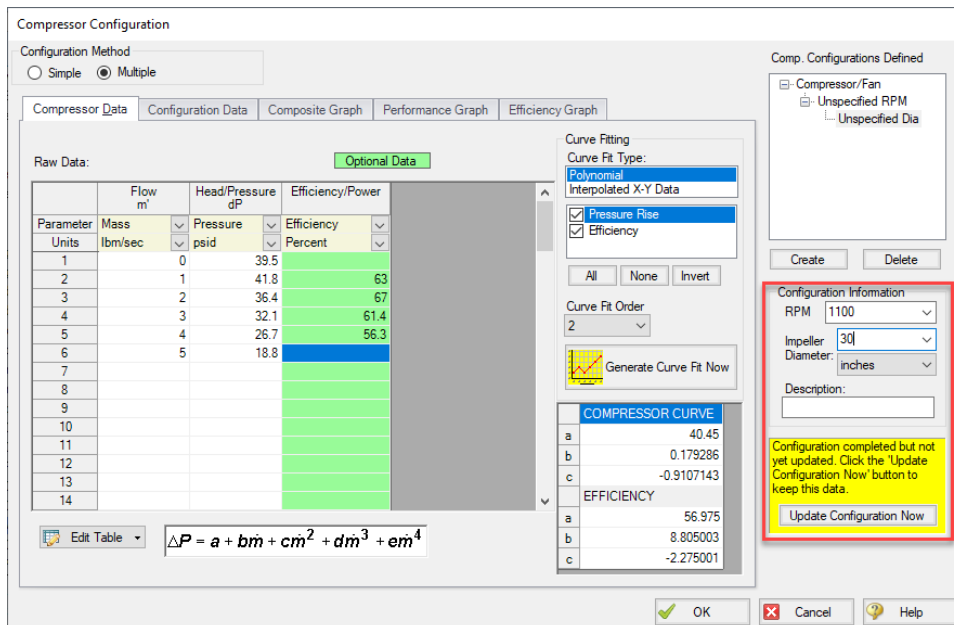 Compressor Configuration
Configuration Method
Simple Multiple
Compressor Data Configuration Data Composite Graph Performance Graph Efficiency Graph
Raw Data:
Optional Data
Flow Head/Pressure Efficiency/Power
m' dP
Parameter Mass Pressure Efficiency
Units lbm/sec psid Percent
1 0 39.5
2 1 41.8 63
3 2 36.4 67
4 3 32.1 61.4
5 4 26.7 56.3
6 5 18.8
7
8
9
10
11
12
13
14
Edit Table
ΔP = a + bṁ + cṁ² + dṁ³ + eṁ⁴
Curve Fitting
Curve Fit Type:
Polynomial
Interpolated X-Y Data
Pressure Rise
Efficiency
All None Invert
Curve Fit Order
2
Generate Curve Fit Now
COMPRESSOR CURVE
a 40.45
b 0.179286
c -0.9107143
EFFICIENCY
a 56.975
b 8.805003
c -2.275001
Comp. Configurations Defined
Compressor/Fan
Unspecified RPM
Unspecified Dia
Create Delete
Configuration Information
RPM 1100
Impeller 30
Diameter:
inches
Description:
Configuration completed but not
yet updated. Click the 'Update
Configuration Now' button to
keep this data.
Update Configuration Now
OK Cancel Help